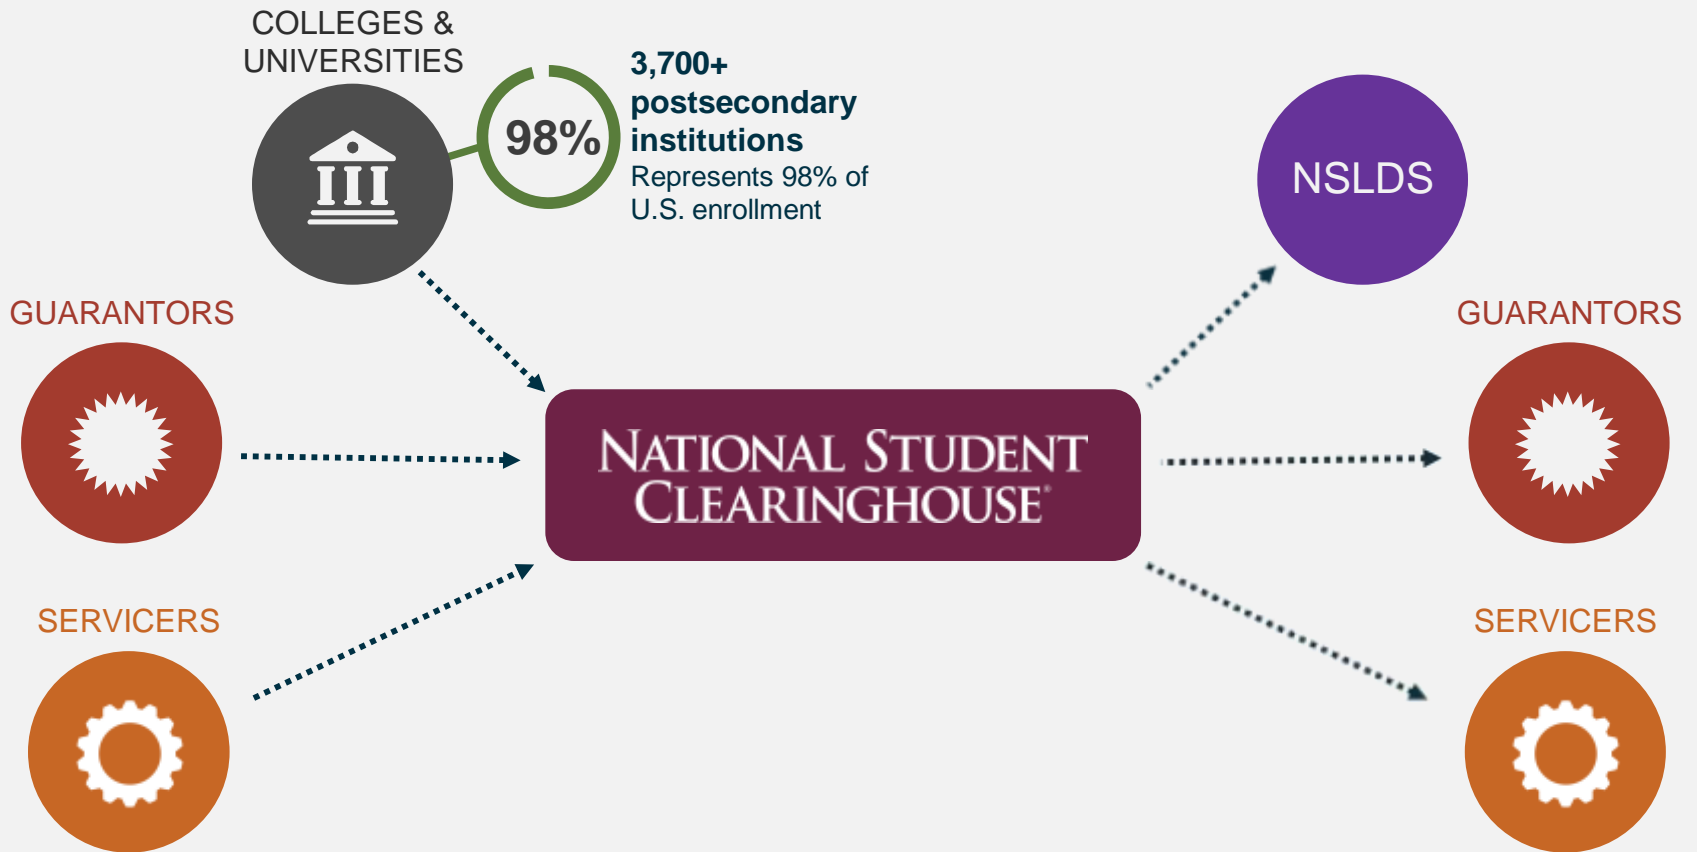 COLLEGES &
UNIVERSITIES
98%
3,700+
postsecondary
institutions
Represents 98% of
U.S. enrollment
NSLDS
GUARANTORS
GUARANTORS
NATIONAL STUDENT
CLEARINGHOUSE®
SERVICERS
SERVICERS